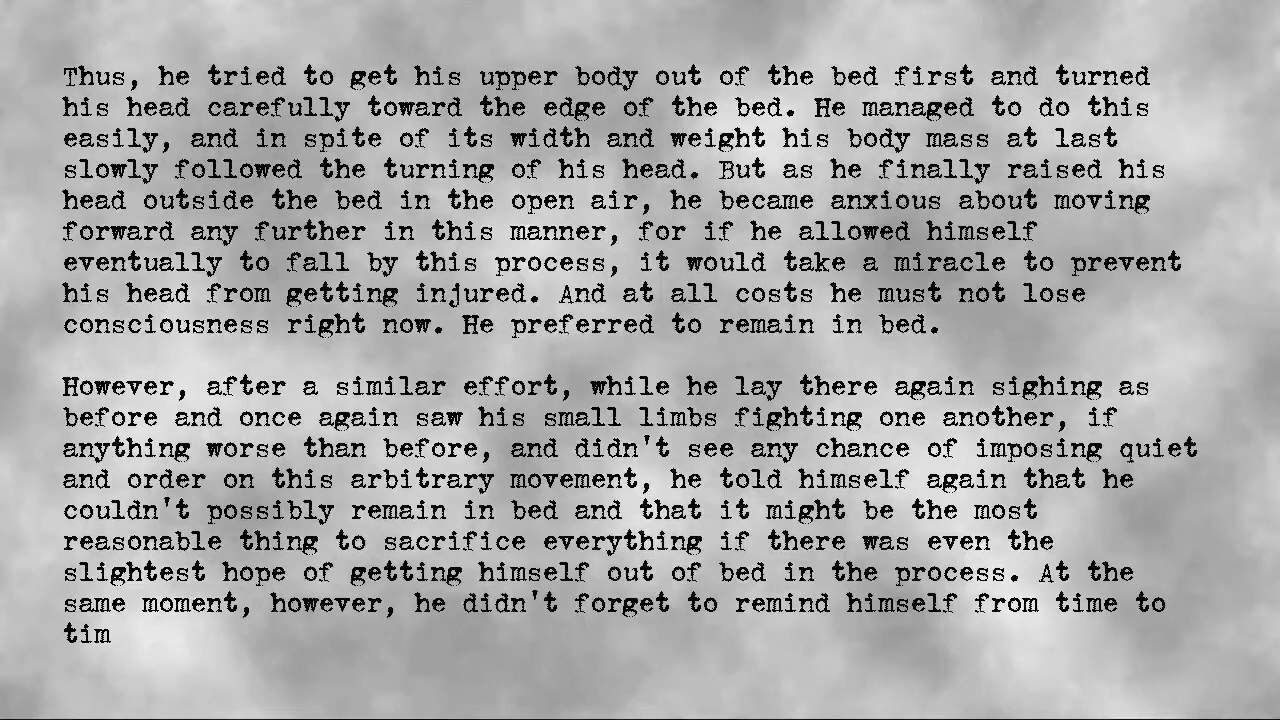 Thus, he tried to get his upper body out of the bed first and turned
his head carefully toward the edge of the bed. He managed to do this
easily, and in spite of its width and weight his body mass at last
slowly followed the turning of his head. But as he finally raised his
head outside the bed in the open air, he became anxious about moving
forward any further in this manner, for if he allowed himself
eventually to fall by this process, it would take a miracle to prevent
his head from getting injured. And at all costs he must not lose
consciousness right now. He preferred to remain in bed.

However, after a similar effort, while he lay there again sighing as
before and once again saw his small limbs fighting one another, if
anything worse than before, and didn't see any chance of imposing quiet
and order on this arbitrary movement, he told himself again that he
couldn't possibly remain in bed and that it might be the most
reasonable thing to sacrifice everything if there was even the
slightest hope of getting himself out of bed in the process. At the
same moment, however, he didn't forget to remind himself from time to
tim